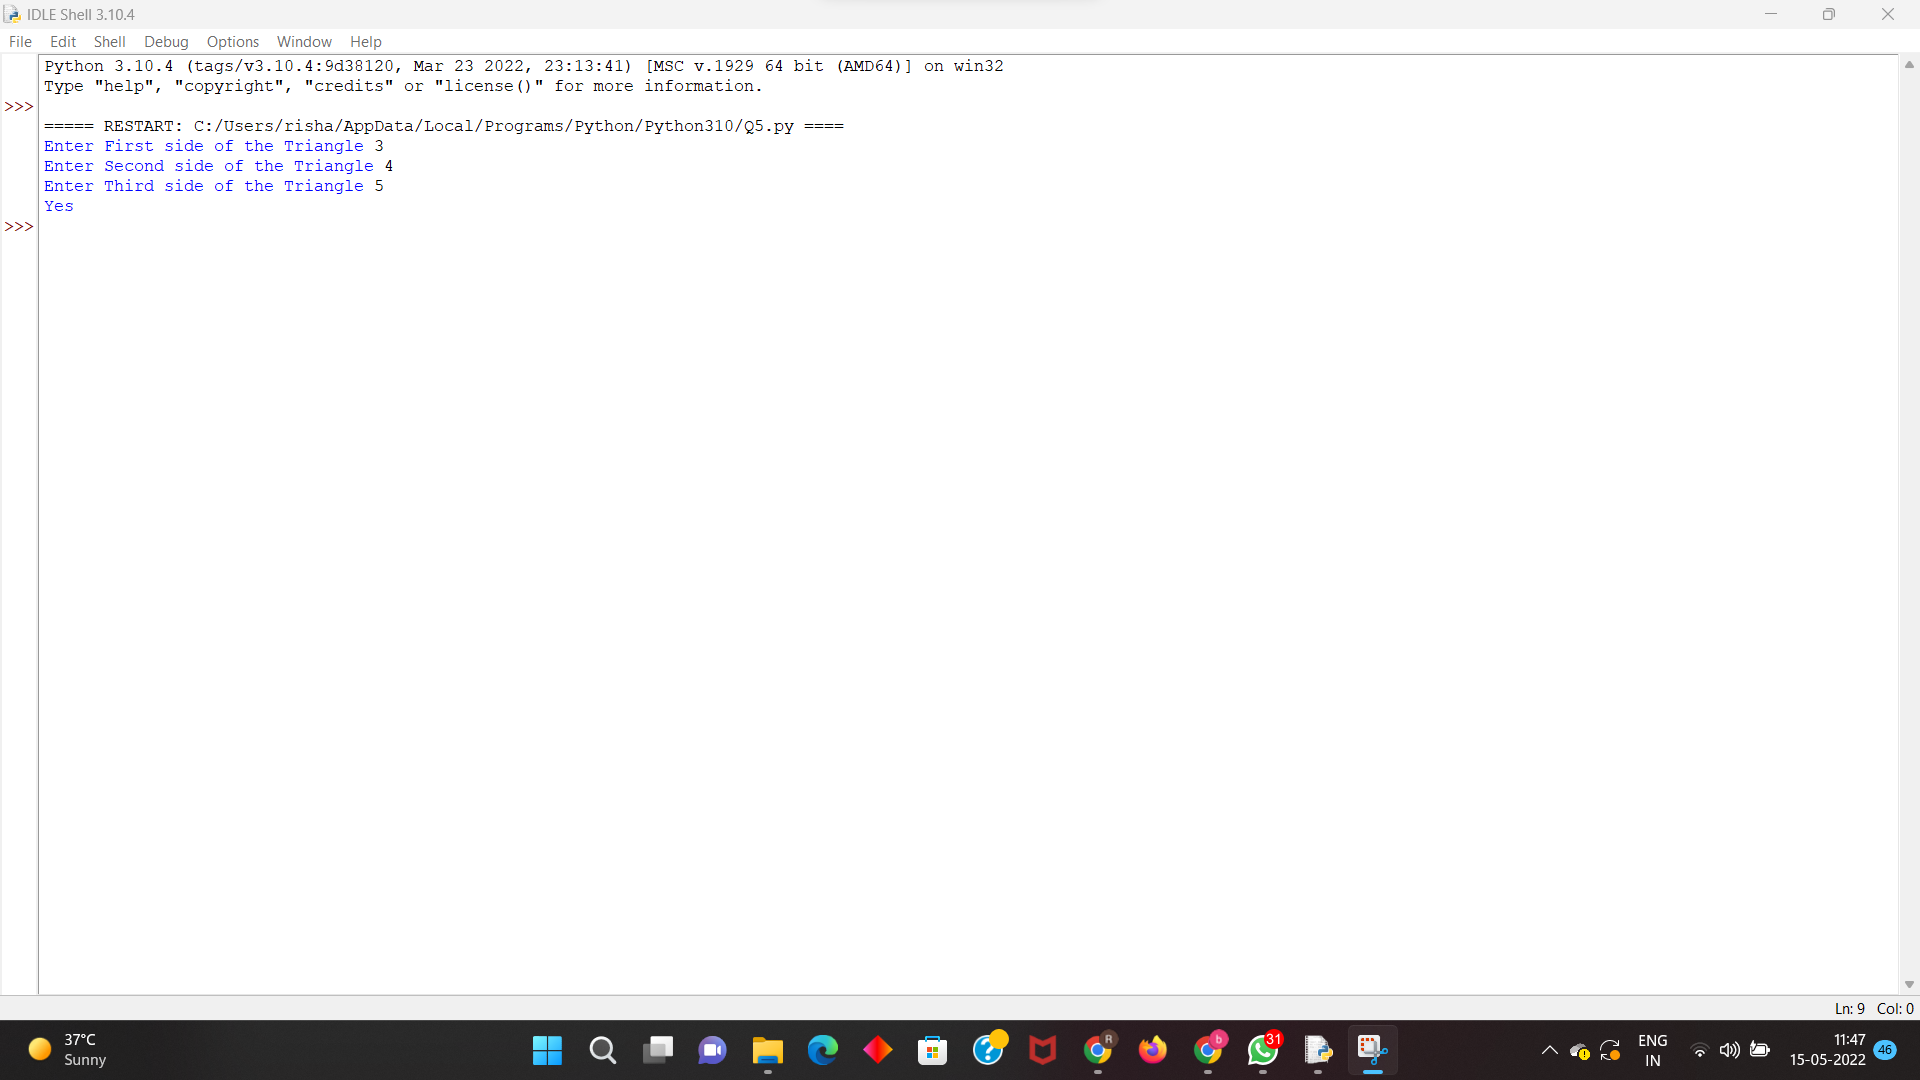 IDLE Shell 3.10.4
File Edit Shell Debug Options Window Help
Python 3.10.4 (tags/v3.10.4:9d38120, Mar 23 2022, 23:13:41) [MSC v.1929 64 bit (AMD64)] on win32
Type "help", "copyright", "credits" or "license()" for more information.
>>>
===== RESTART: C:/Users/risha/AppData/Local/Programs/Python/Python310/Q5.py ====
Enter First side of the Triangle 3
Enter Second side of the Triangle 4
Enter Third side of the Triangle 5
Yes
>>>
Ln: 9 Col: 0
37°C
Sunny
R
b
31
ENG
IN
11:47
15-05-2022
46